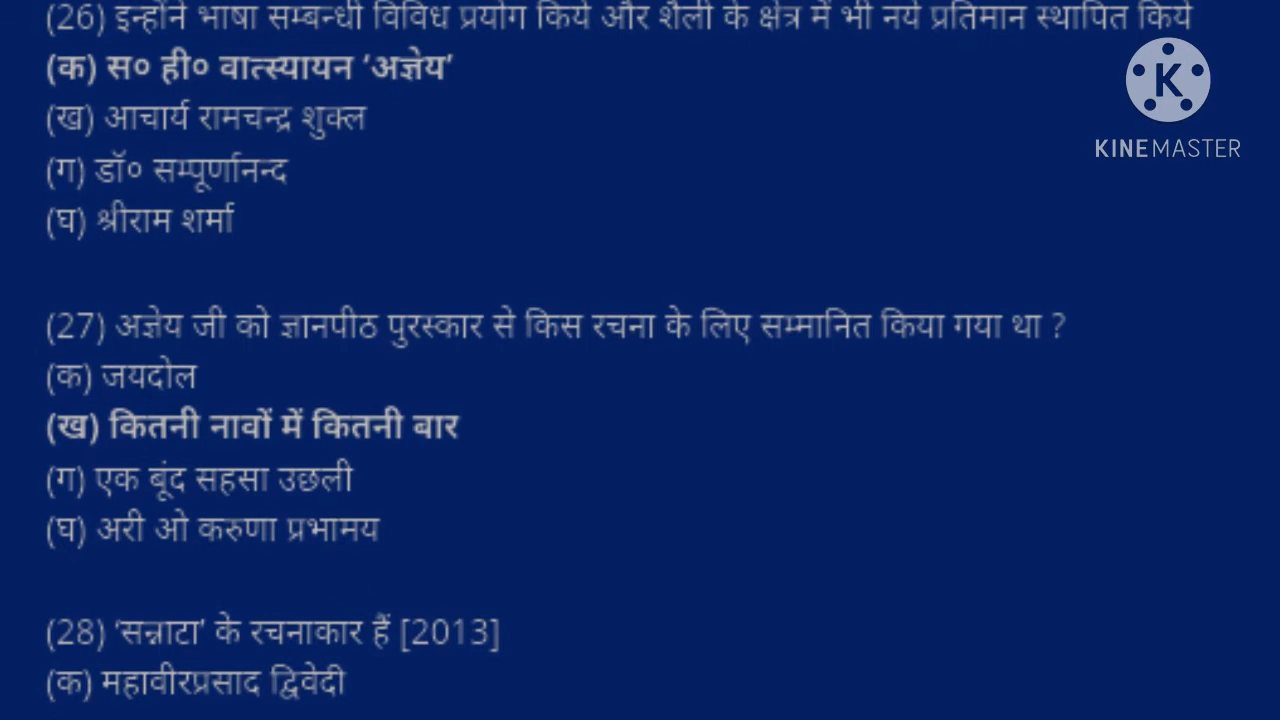 (26) इन्होंने भाषा सम्बन्धी विविध प्रयोग किये और शैली के क्षेत्र में भी नये प्रतिमान स्थापित किये
(क) स० ही० वात्स्यायन ‘अज्ञेय’
(ख) आचार्य रामचन्द्र शुक्ल
(ग) डॉ० सम्पूर्णानन्द
(घ) श्रीराम शर्मा
K
KINEMASTER
(27) अज्ञेय जी को ज्ञानपीठ पुरस्कार से किस रचना के लिए सम्मानित किया गया था ?
(क) जयदोल
(ख) कितनी नावों में कितनी बार
(ग) एक बूंद सहसा उछली
(घ) अरी ओ करुणा प्रभामय
(28) ‘सन्नाटा’ के रचनाकार हैं [2013]
(क) महावीरप्रसाद द्विवेदी